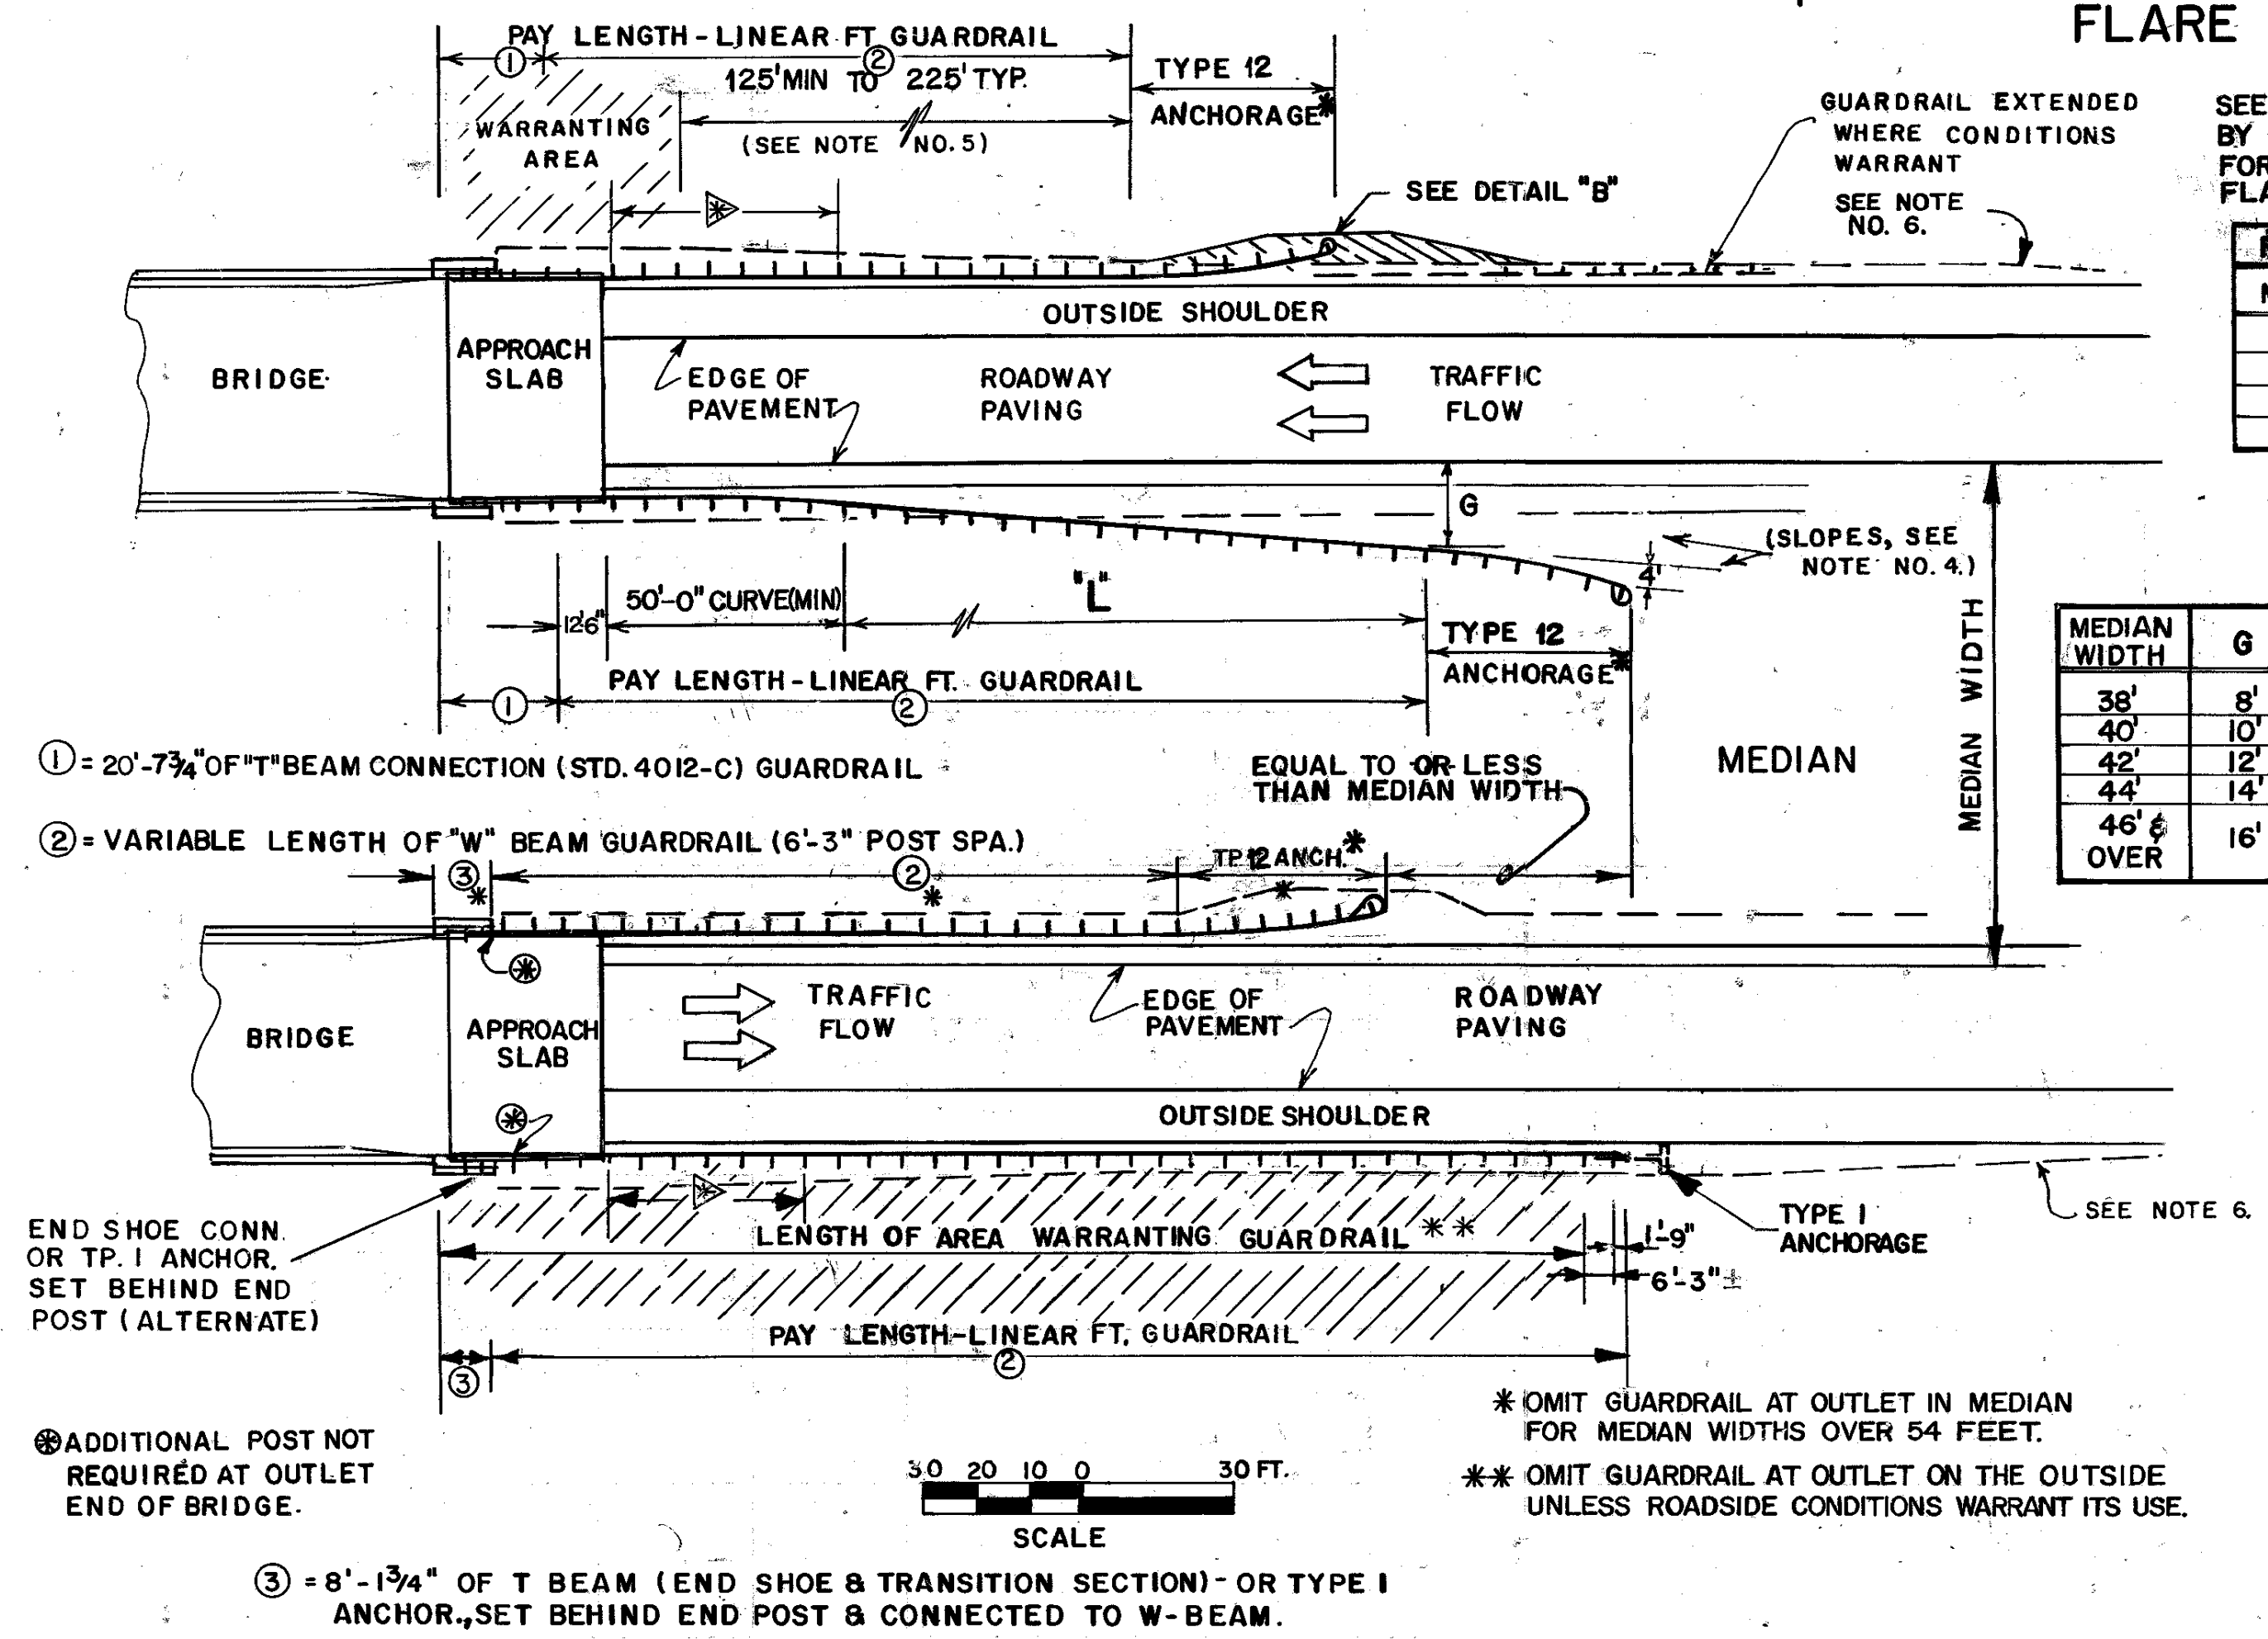 FLARE
PAY LENGTH - LINEAR FT. GUARDRAIL
① ②
125' MIN TO 225' TYP.
TYPE 12
ANCHORAGE*
WARRANTING
AREA
(SEE NOTE NO. 5)
SEE DETAIL "B"
GUARDRAIL EXTENDED
WHERE CONDITIONS
WARRANT
SEE NOTE
NO. 6.
SEE
BY
OUTSIDE SHOULDER
APPROACH
SLAB
BRIDGE
EDGE OF
PAVEMENT
ROADWAY
PAVING
TRAFFIC
FLOW
G
(SLOPES, SEE
NOTE NO. 4.)
4'
12'6"
50'-0" CURVE(MIN)
"L"
TYPE 12
ANCHORAGE*
PAY LENGTH - LINEAR FT. GUARDRAIL
① ②
MEDIAN WIDTH
MEDIAN
MEDIAN
WIDTH
G
38' 8'
40' 10'
42' 12'
44' 14'
46' &
OVER
16'
① = 20'-7¾" OF "T" BEAM CONNECTION (STD. 4012-C) GUARDRAIL
② = VARIABLE LENGTH OF "W" BEAM GUARDRAIL (6'-3" POST SPA.)
EQUAL TO OR LESS
THAN MEDIAN WIDTH
③* ②* TP 12 ANCH.*
*
BRIDGE
APPROACH
SLAB
TRAFFIC
FLOW
EDGE OF
PAVEMENT
ROADWAY
PAVING
OUTSIDE SHOULDER
END SHOE CONN.
OR TP. 1 ANCHOR.
SET BEHIND END
POST (ALTERNATE)
LENGTH OF AREA WARRANTING GUARDRAIL **
1'-9"
6'-3"±
TYPE 1
ANCHORAGE
SEE NOTE 6.
PAY LENGTH-LINEAR FT. GUARDRAIL
③ ②
⊛ ADDITIONAL POST NOT
REQUIRED AT OUTLET
END OF BRIDGE.
30 20 10 0 30 FT.
SCALE
* OMIT GUARDRAIL AT OUTLET IN MEDIAN
FOR MEDIAN WIDTHS OVER 54 FEET.
** OMIT GUARDRAIL AT OUTLET ON THE OUTSIDE
UNLESS ROADSIDE CONDITIONS WARRANT ITS USE.
③ = 8'-1¾" OF T BEAM (END SHOE & TRANSITION SECTION) - OR TYPE 1
ANCHOR., SET BEHIND END POST & CONNECTED TO W-BEAM.